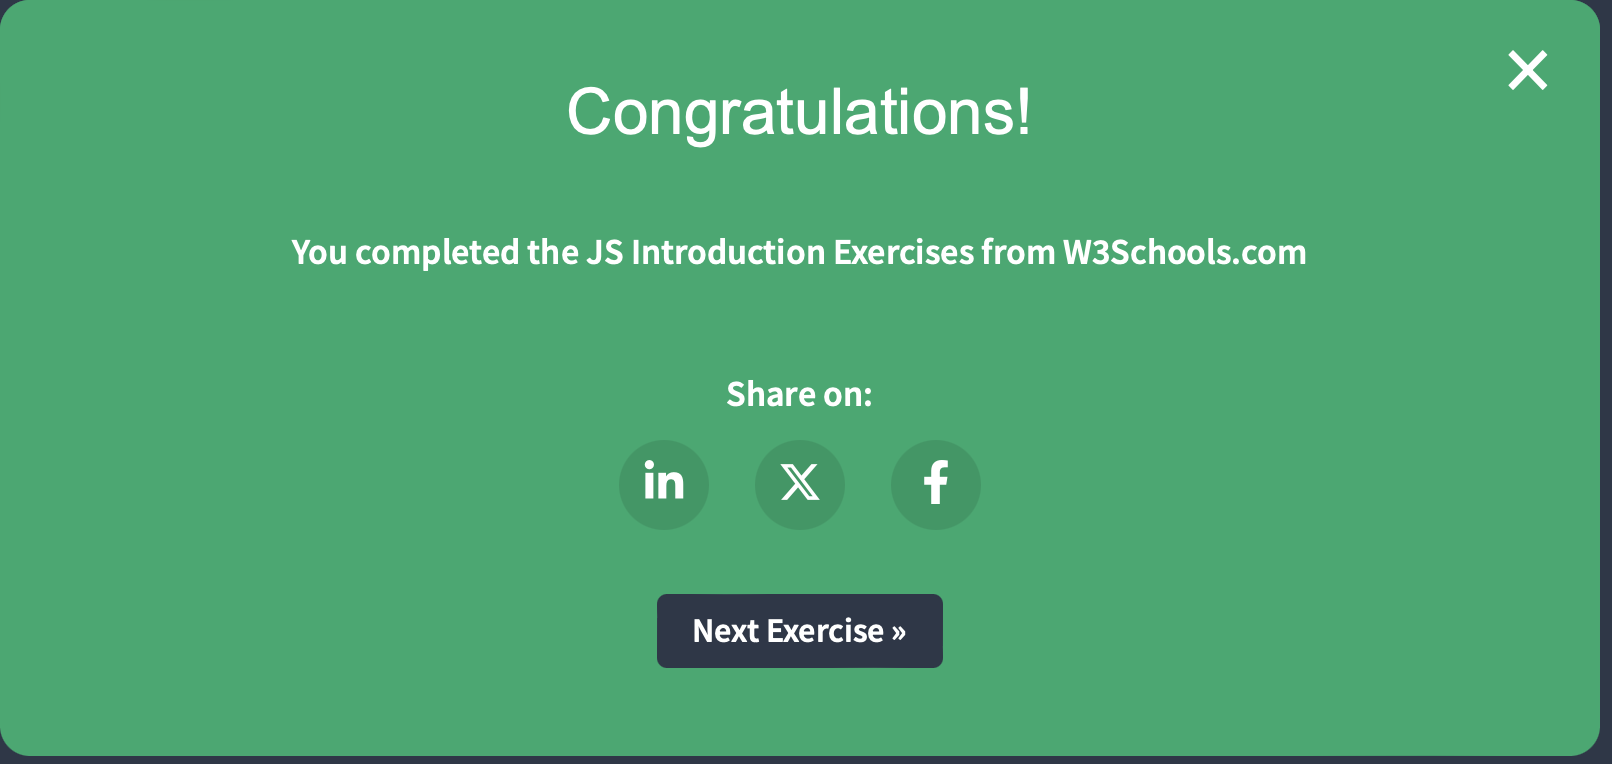 Congratulations!
You completed the JS Introduction Exercises from W3Schools.com
Share on:
in X f
Next Exercise »